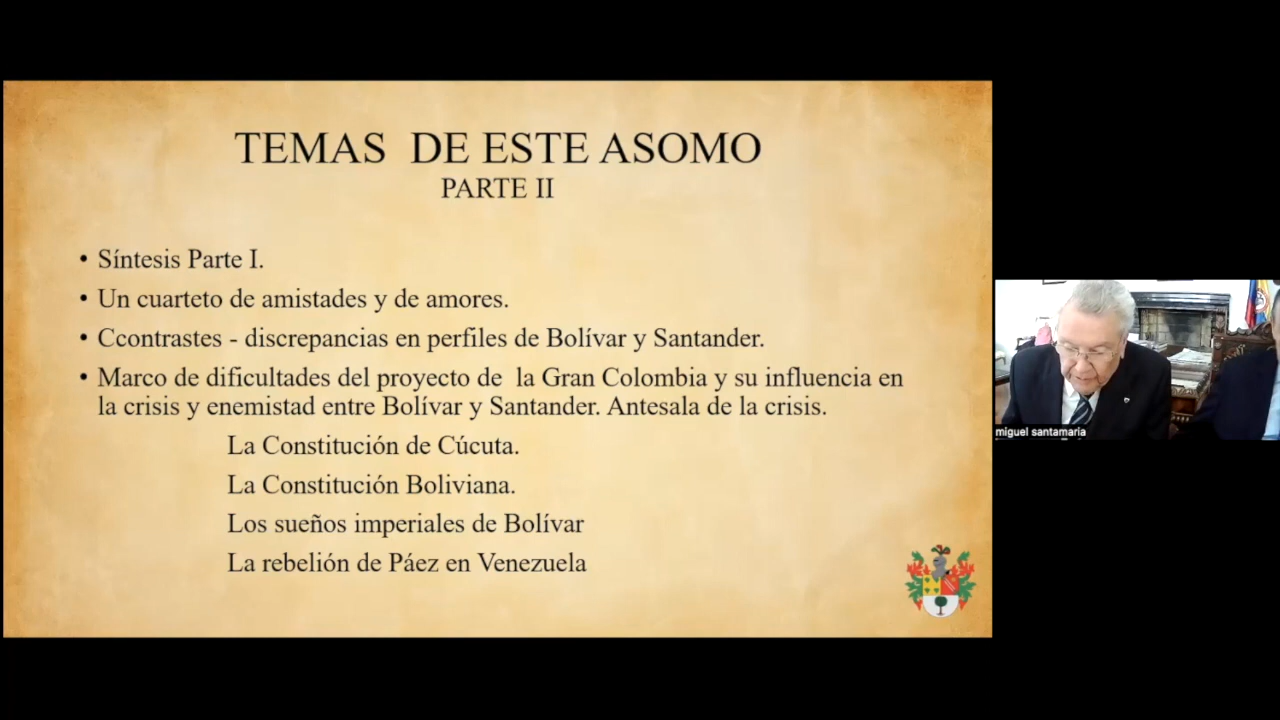 TEMAS DE ESTE ASOMO
PARTE II
• Síntesis Parte I.
• Un cuarteto de amistades y de amores.
• Ccontrastes - discrepancias en perfiles de Bolívar y Santander.
• Marco de dificultades del proyecto de la Gran Colombia y su influencia en
la crisis y enemistad entre Bolívar y Santander. Antesala de la crisis.
La Constitución de Cúcuta.
La Constitución Boliviana.
Los sueños imperiales de Bolívar
La rebelión de Páez en Venezuela
miguel santamaria